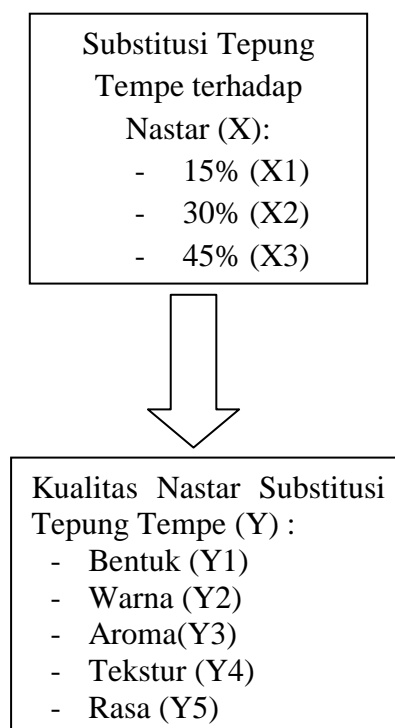 Substitusi Tepung
Tempe terhadap
Nastar (X):
- 15% (X1)
- 30% (X2)
- 45% (X3)
Kualitas Nastar Substitusi
Tepung Tempe (Y) :
- Bentuk (Y1)
- Warna (Y2)
- Aroma(Y3)
- Tekstur (Y4)
- Rasa (Y5)